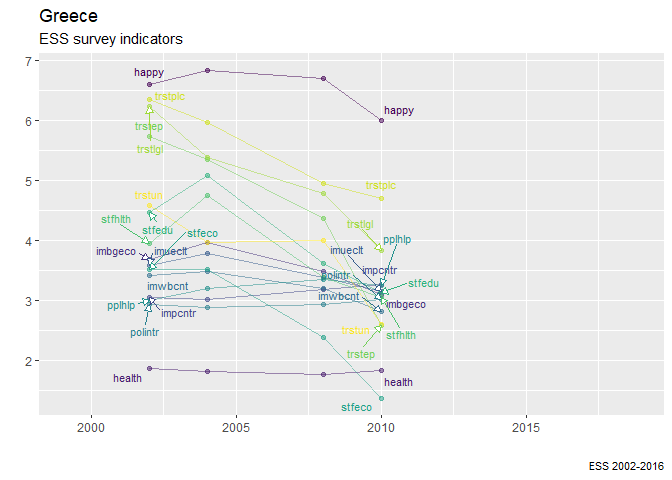 Greece
ESS survey indicators
7
happy
trstplc
happy
6
trstep
trstlgl
5
trstplc
trstun
stfhlth
trstlgl
stfedu
stfeco
pplhlp
4
imbgeco
imueclt
imueclt
impcntr
polintr
stfedu
imwbcnt
imwbcnt
3
pplhlp
imbgeco
impcntr
polintr
trstun
stfhlth
trstep
2
health
health
stfeco
2000
2005
2010
2015
ESS 2002-2016